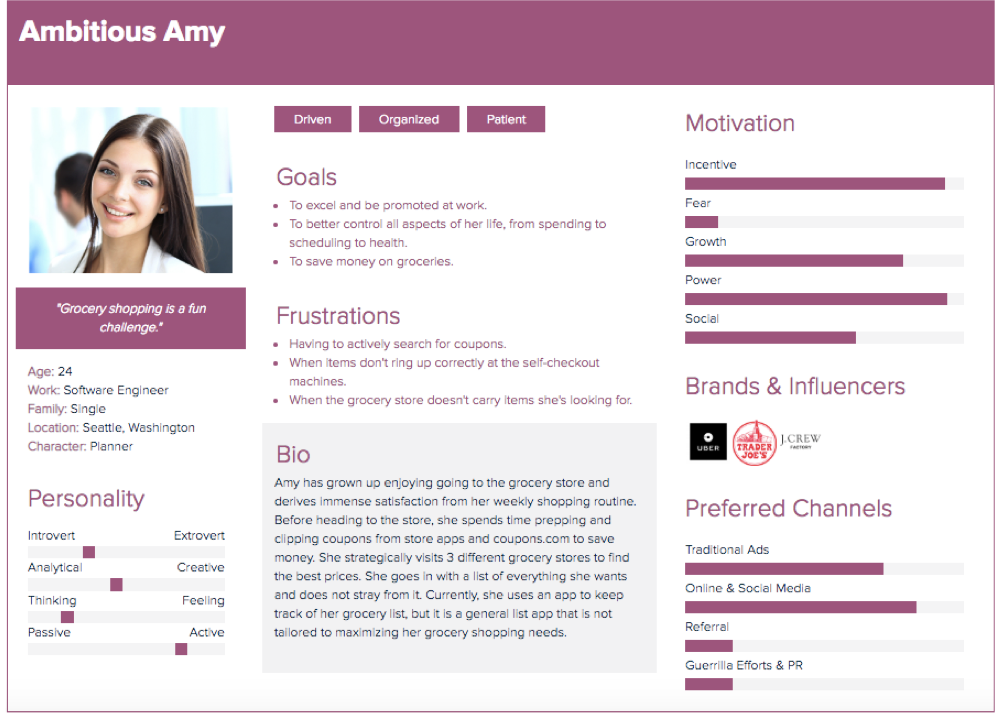 Ambitious Amy
"Grocery shopping is a fun
challenge."
Age: 24
Work: Software Engineer
Family: Single
Location: Seattle, Washington
Character: Planner
Personality
Introvert Extrovert
Analytical Creative
Thinking Feeling
Passive Active
Driven Organized Patient
Goals
To excel and be promoted at work.
To better control all aspects of her life, from spending to
scheduling to health.
To save money on groceries.
Frustrations
Having to actively search for coupons.
When items don't ring up correctly at the self-checkout
machines.
When the grocery store doesn't carry items she's looking for.
Bio
Amy has grown up enjoying going to the grocery store and
derives immense satisfaction from her weekly shopping routine.
Before heading to the store, she spends time prepping and
clipping coupons from store apps and coupons.com to save
money. She strategically visits 3 different grocery stores to find
the best prices. She goes in with a list of everything she wants
and does not stray from it. Currently, she uses an app to keep
track of her grocery list, but it is a general list app that is not
tailored to maximizing her grocery shopping needs.
Motivation
Incentive
Fear
Growth
Power
Social
Brands & Influencers
UBER
TRADER
JOE'S
J.CREW
FACTORY
Preferred Channels
Traditional Ads
Online & Social Media
Referral
Guerrilla Efforts & PR